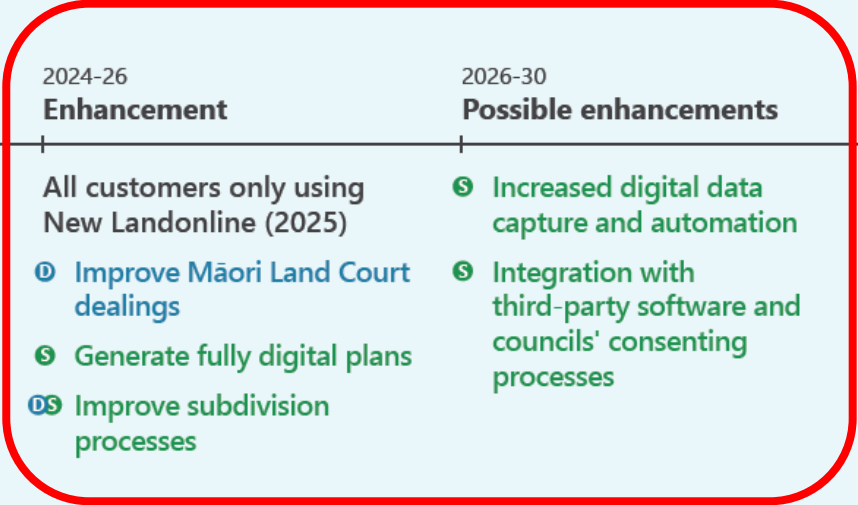 2024-26
Enhancement
All customers only using
New Landonline (2025)
D Improve Māori Land Court
dealings
S Generate fully digital plans
DS Improve subdivision
processes
2026-30
Possible enhancements
S Increased digital data
capture and automation
S Integration with
third-party software and
councils' consenting
processes